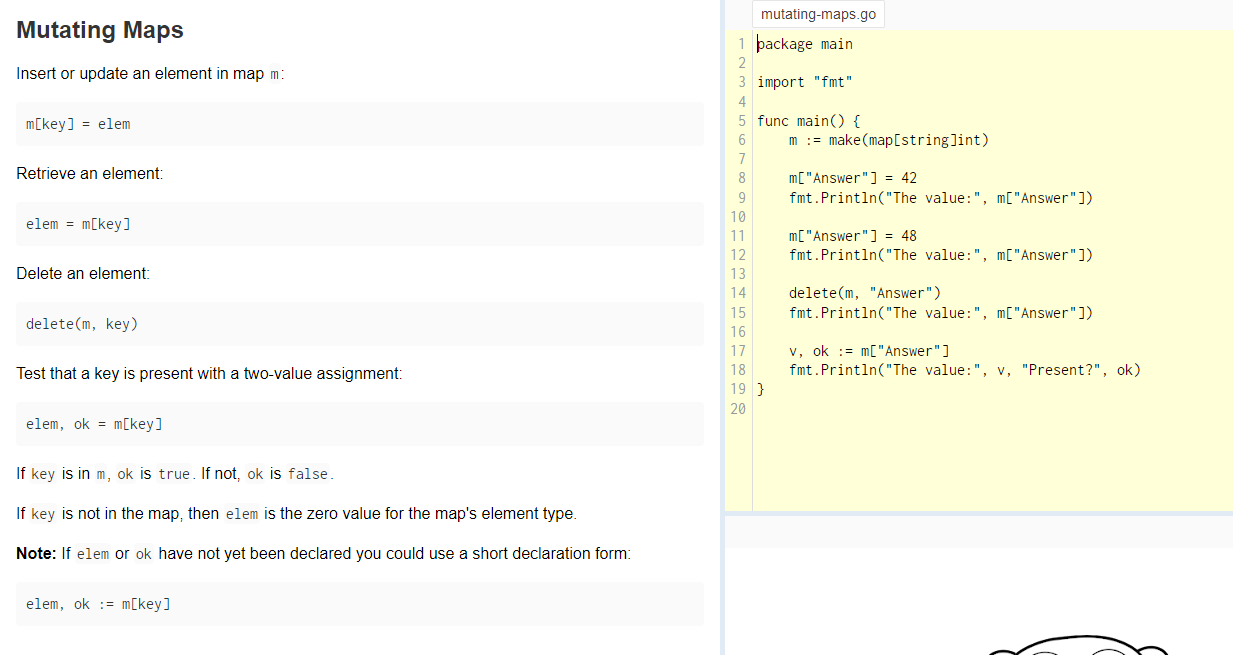 Mutating Maps
Insert or update an element in map m:
m[key] = elem
Retrieve an element:
elem = m[key]
Delete an element:
delete(m, key)
Test that a key is present with a two-value assignment:
elem, ok = m[key]
If key is in m, ok is true. If not, ok is false.
If key is not in the map, then elem is the zero value for the map's element type.
Note: If elem or ok have not yet been declared you could use a short declaration form:
elem, ok := m[key]
mutating-maps.go
1 package main
2
3 import "fmt"
4
5 func main() {
6     m := make(map[string]int)
7
8     m["Answer"] = 42
9     fmt.Println("The value:", m["Answer"])
10
11     m["Answer"] = 48
12     fmt.Println("The value:", m["Answer"])
13
14     delete(m, "Answer")
15     fmt.Println("The value:", m["Answer"])
16
17     v, ok := m["Answer"]
18     fmt.Println("The value:", v, "Present?", ok)
19 }
20